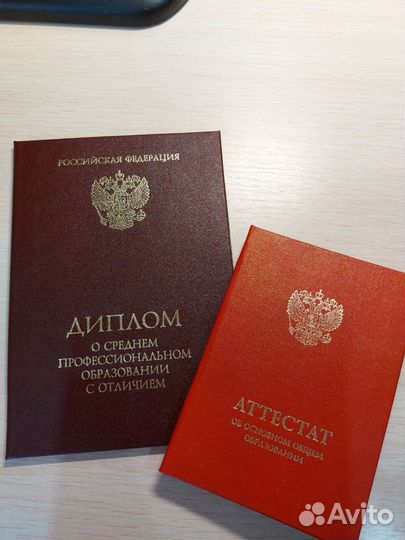 РОССИЙСКАЯ ФЕДЕРАЦИЯ
ДИПЛОМ
О СРЕДНЕМ
ПРОФЕССИОНАЛЬНОМ
ОБРАЗОВАНИИ
С ОТЛИЧИЕМ
АТТЕСТАТ
ОБ ОСНОВНОМ ОБЩЕМ
ОБРАЗОВАНИИ
Avito